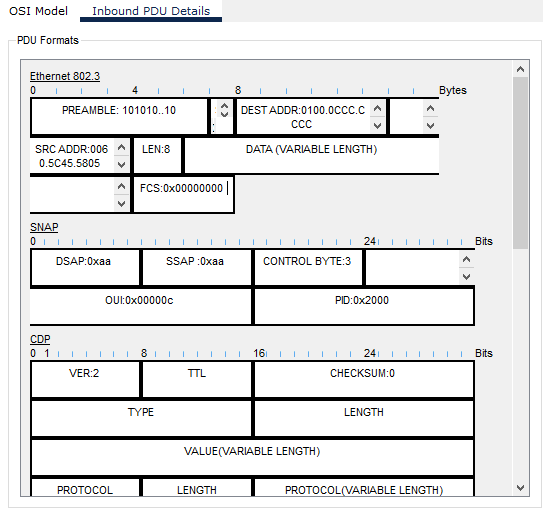 OSI Model Inbound PDU Details
PDU Formats
Ethernet 802.3
0 4 8 Bytes
PREAMBLE: 101010..10 : DEST ADDR:0100.0CCC.C
CCC
SRC ADDR:006 LEN:8 DATA (VARIABLE LENGTH)
0.5C45.5805
FCS:0x00000000
SNAP
0 24 Bits
DSAP:0xaa SSAP :0xaa CONTROL BYTE:3
OUI:0x00000c PID:0x2000
CDP
0 1 8 16 24 Bits
VER:2 TTL CHECKSUM:0
TYPE LENGTH
VALUE(VARIABLE LENGTH)
PROTOCOL LENGTH PROTOCOL(VARIABLE LENGTH)